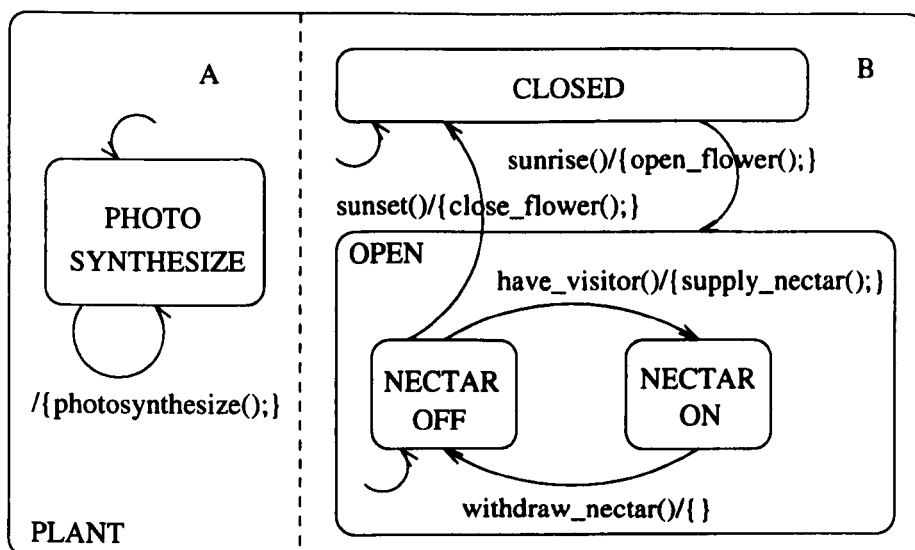 A
B
CLOSED
sunrise()/{open_flower();}
PHOTO
SYNTHESIZE
sunset()/{close_flower();}
OPEN
have_visitor()/{supply_nectar();}
NECTAR
OFF
NECTAR
ON
/{photosynthesize();}
withdraw_nectar()/{ }
PLANT